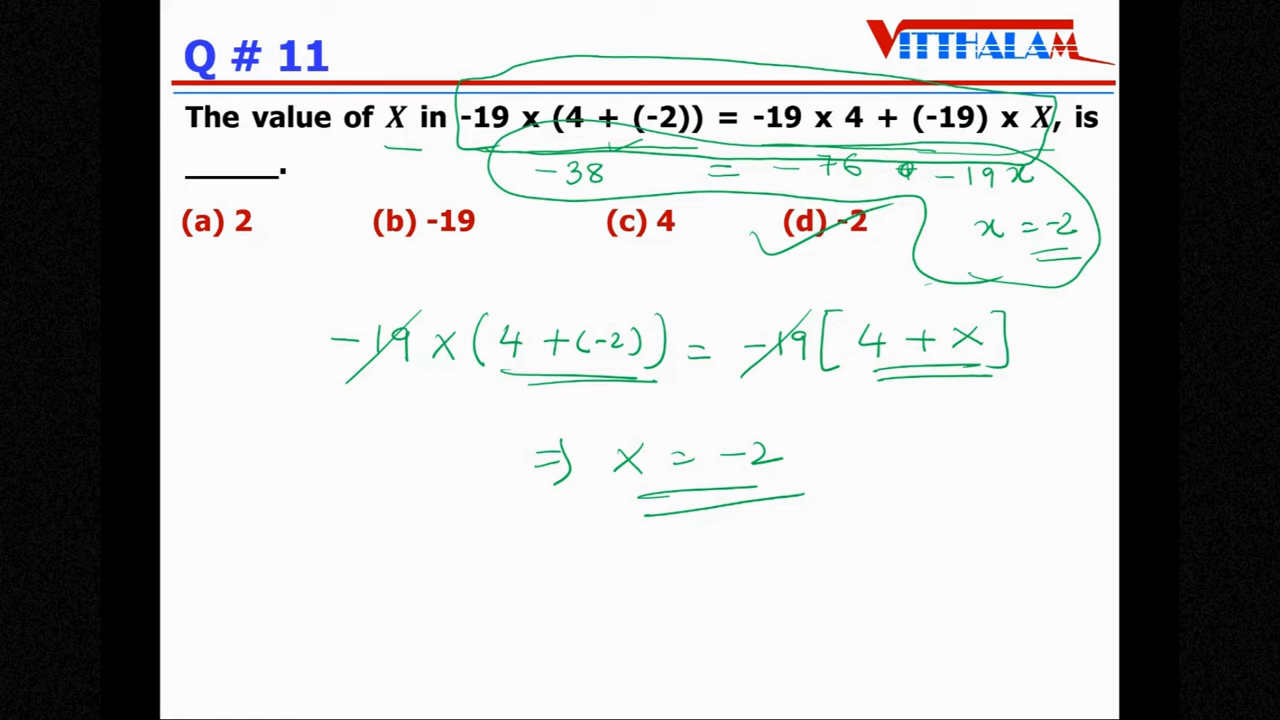 Q # 11
VITTHALAM
The value of X in -19 x (4 + (-2)) = -19 x 4 + (-19) x X, is
______.
-38 = -76 + -19x
(a) 2 (b) -19 (c) 4 (d) -2
x = -2
-19 × (4 + (-2)) = -19 [4 + x]
⇒ x = -2